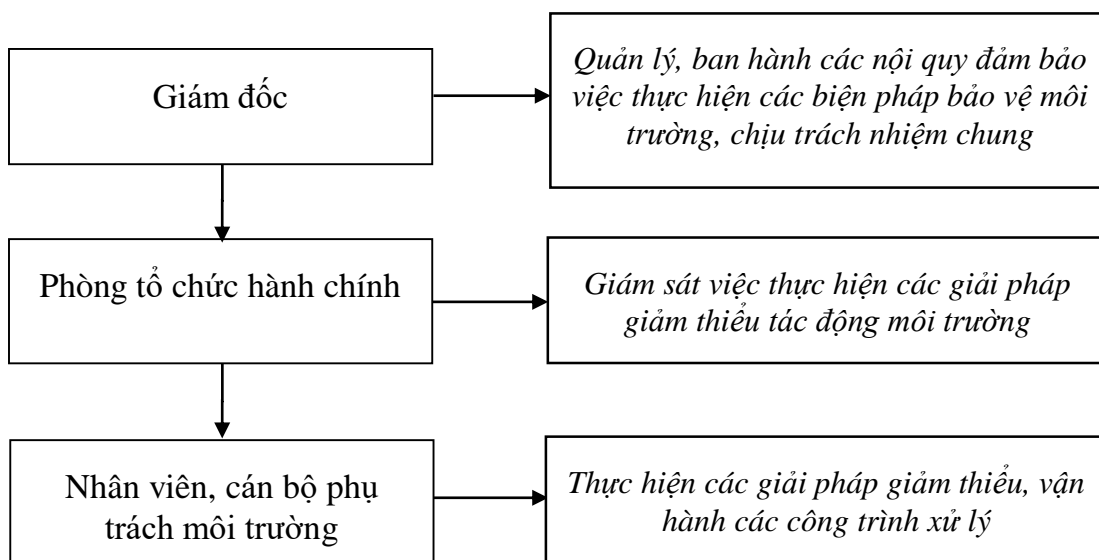 Giám đốc
Quản lý, ban hành các nội quy đảm bảo
việc thực hiện các biện pháp bảo vệ môi
trường, chịu trách nhiệm chung
Phòng tổ chức hành chính
Giám sát việc thực hiện các giải pháp
giảm thiểu tác động môi trường
Nhân viên, cán bộ phụ
trách môi trường
Thực hiện các giải pháp giảm thiểu, vận
hành các công trình xử lý